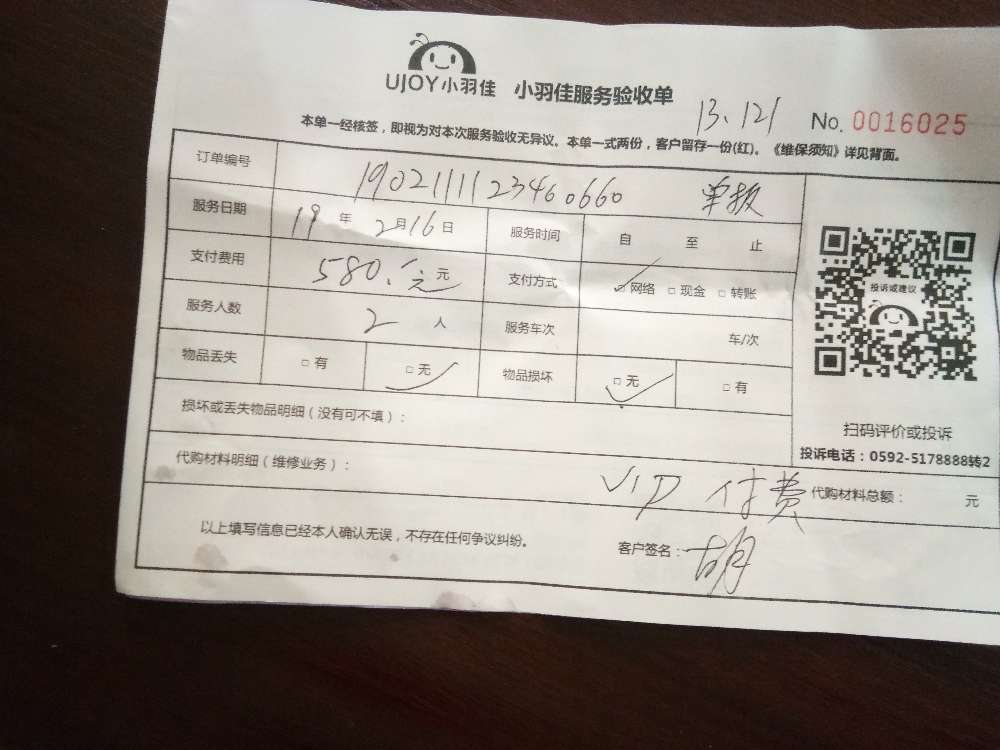 UJOY小羽佳 小羽佳服务验收单
13.121 No. 0016025
本单一经核签，即视为对本次服务验收无异议。本单一式两份，客户留存一份(红)。《维保须知》详见背面。
订单编号 1902111123460660 单报
服务日期 19年2月16日 服务时间 自 至 止
支付费用 580.元元 支付方式 ☑网络 □现金 □转账
服务人数 2人 服务车次 车/次
物品丢失 □有 □无✓ 物品损坏 □无✓ □有
损坏或丢失物品明细（没有可不填）：
投诉或建议
扫码评价或投诉
投诉电话：0592-5178888转2
代购材料明细（维修业务）： VIP 付费 代购材料总额： 元
以上填写信息已经本人确认无误，不存在任何争议纠纷。 客户签名：胡